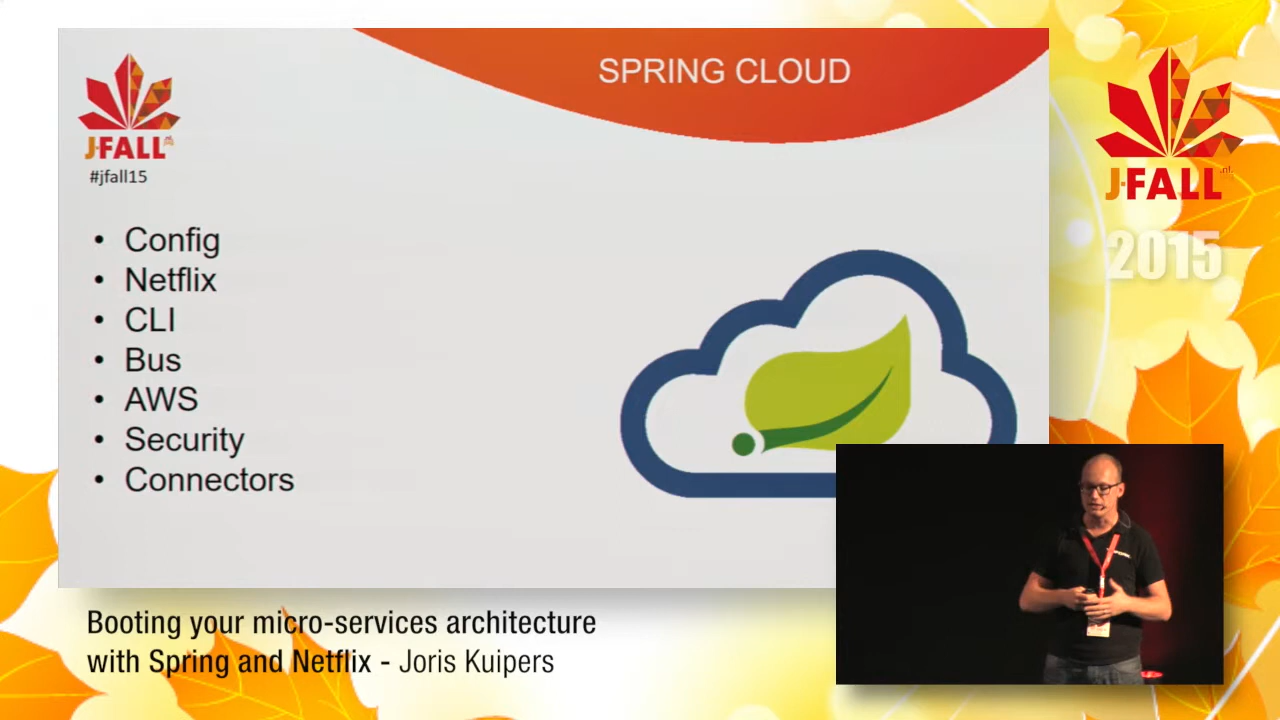 SPRING CLOUD
J-FALL
#jfall15
• Config
• Netflix
• CLI
• Bus
• AWS
• Security
• Connectors
J-FALL.nl
2015
Booting your micro-services architecture
with Spring and Netflix - Joris Kuipers